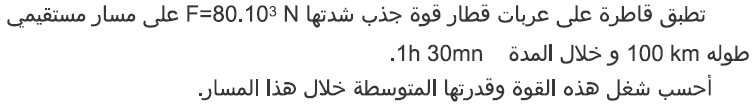 تطبق قاطرة على عربات قطار قوة جذب شدتها F=80.10³ N على مسار مستقيمي
طوله 100 km و خلال المدة 1h 30mn.
أحسب شغل هذه القوة وقدرتها المتوسطة خلال هذا المسار.